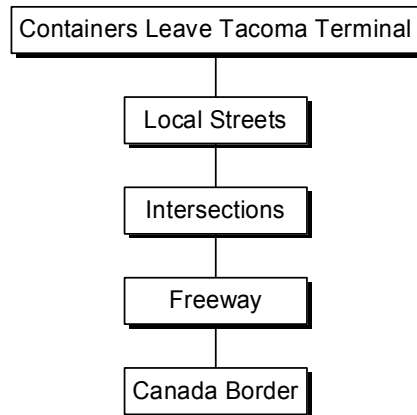 Containers Leave Tacoma Terminal
Local Streets
Intersections
Freeway
Canada Border